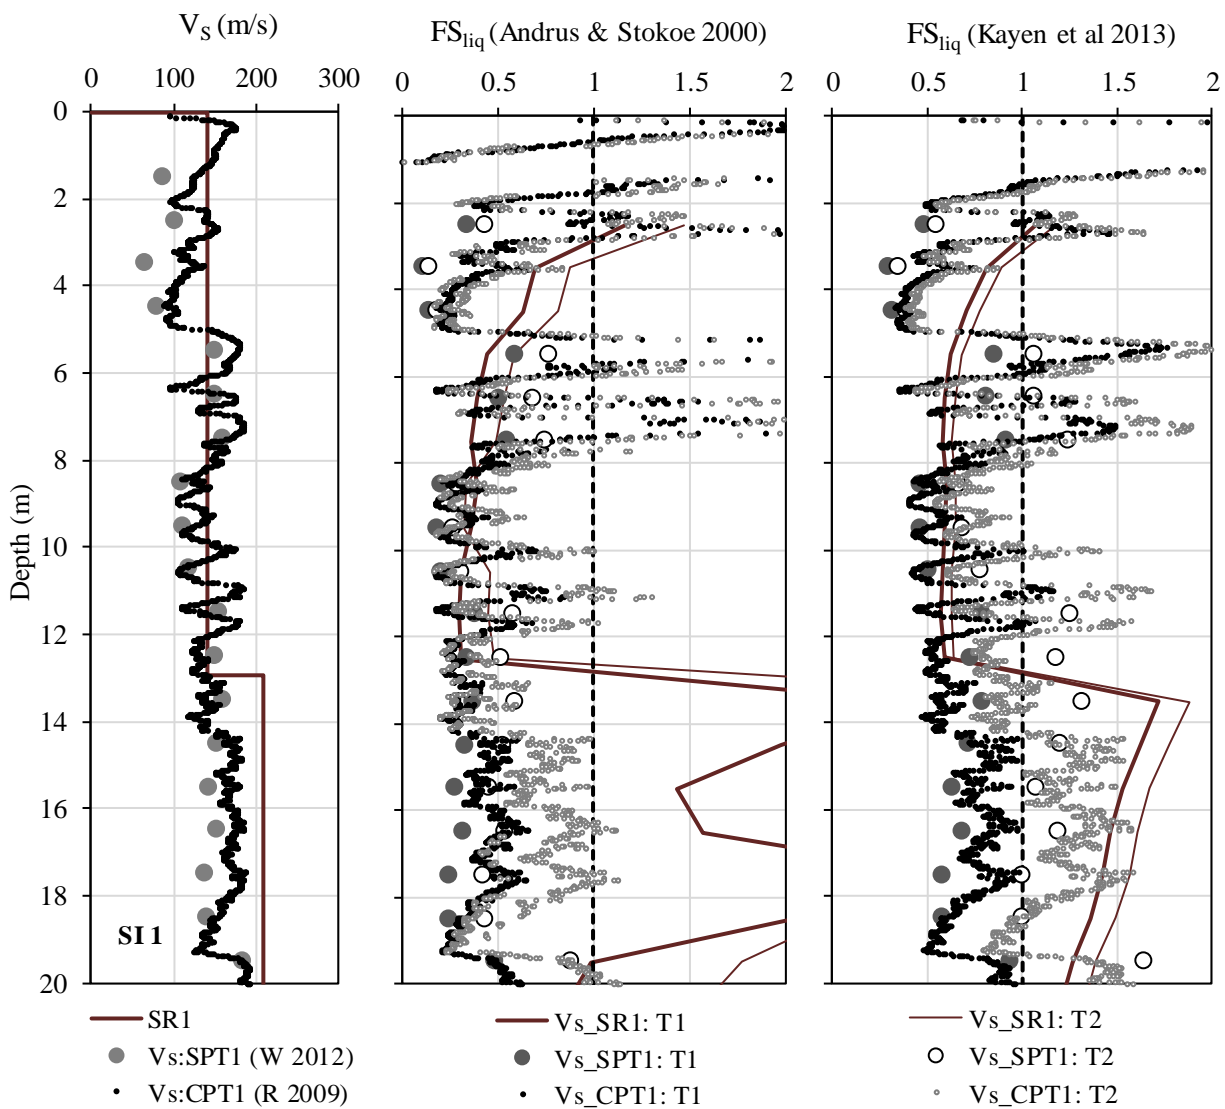 V_S (m/s)
FS_liq (Andrus & Stokoe 2000)
FS_liq (Kayen et al 2013)
0 100 200 300
0 0.5 1 1.5 2
0 0.5 1 1.5 2
0
2
4
6
8
10
12
14
16
18
20
Depth (m)
SI 1
SR1
Vs:SPT1 (W 2012)
Vs:CPT1 (R 2009)
Vs_SR1: T1
Vs_SPT1: T1
Vs_CPT1: T1
Vs_SR1: T2
Vs_SPT1: T2
Vs_CPT1: T2